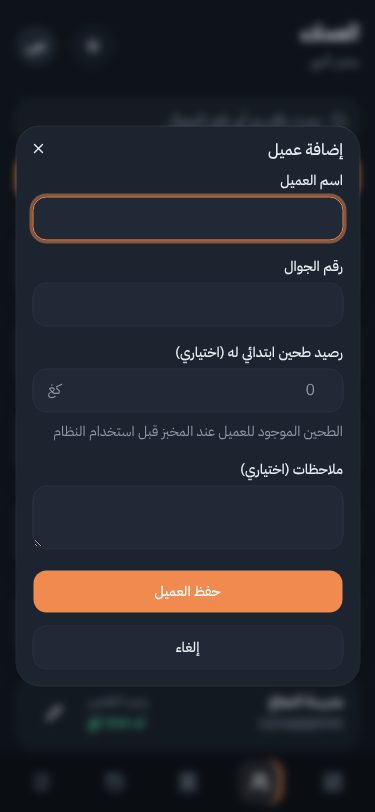 العملاء
إضافة عميل
اسم العميل
رقم الجوال
رصيد طحين ابتدائي له (اختياري)
0 كغ
الطحين الموجود للعميل عند المخبز قبل استخدام النظام
ملاحظات (اختياري)
حفظ العميل
إلغاء